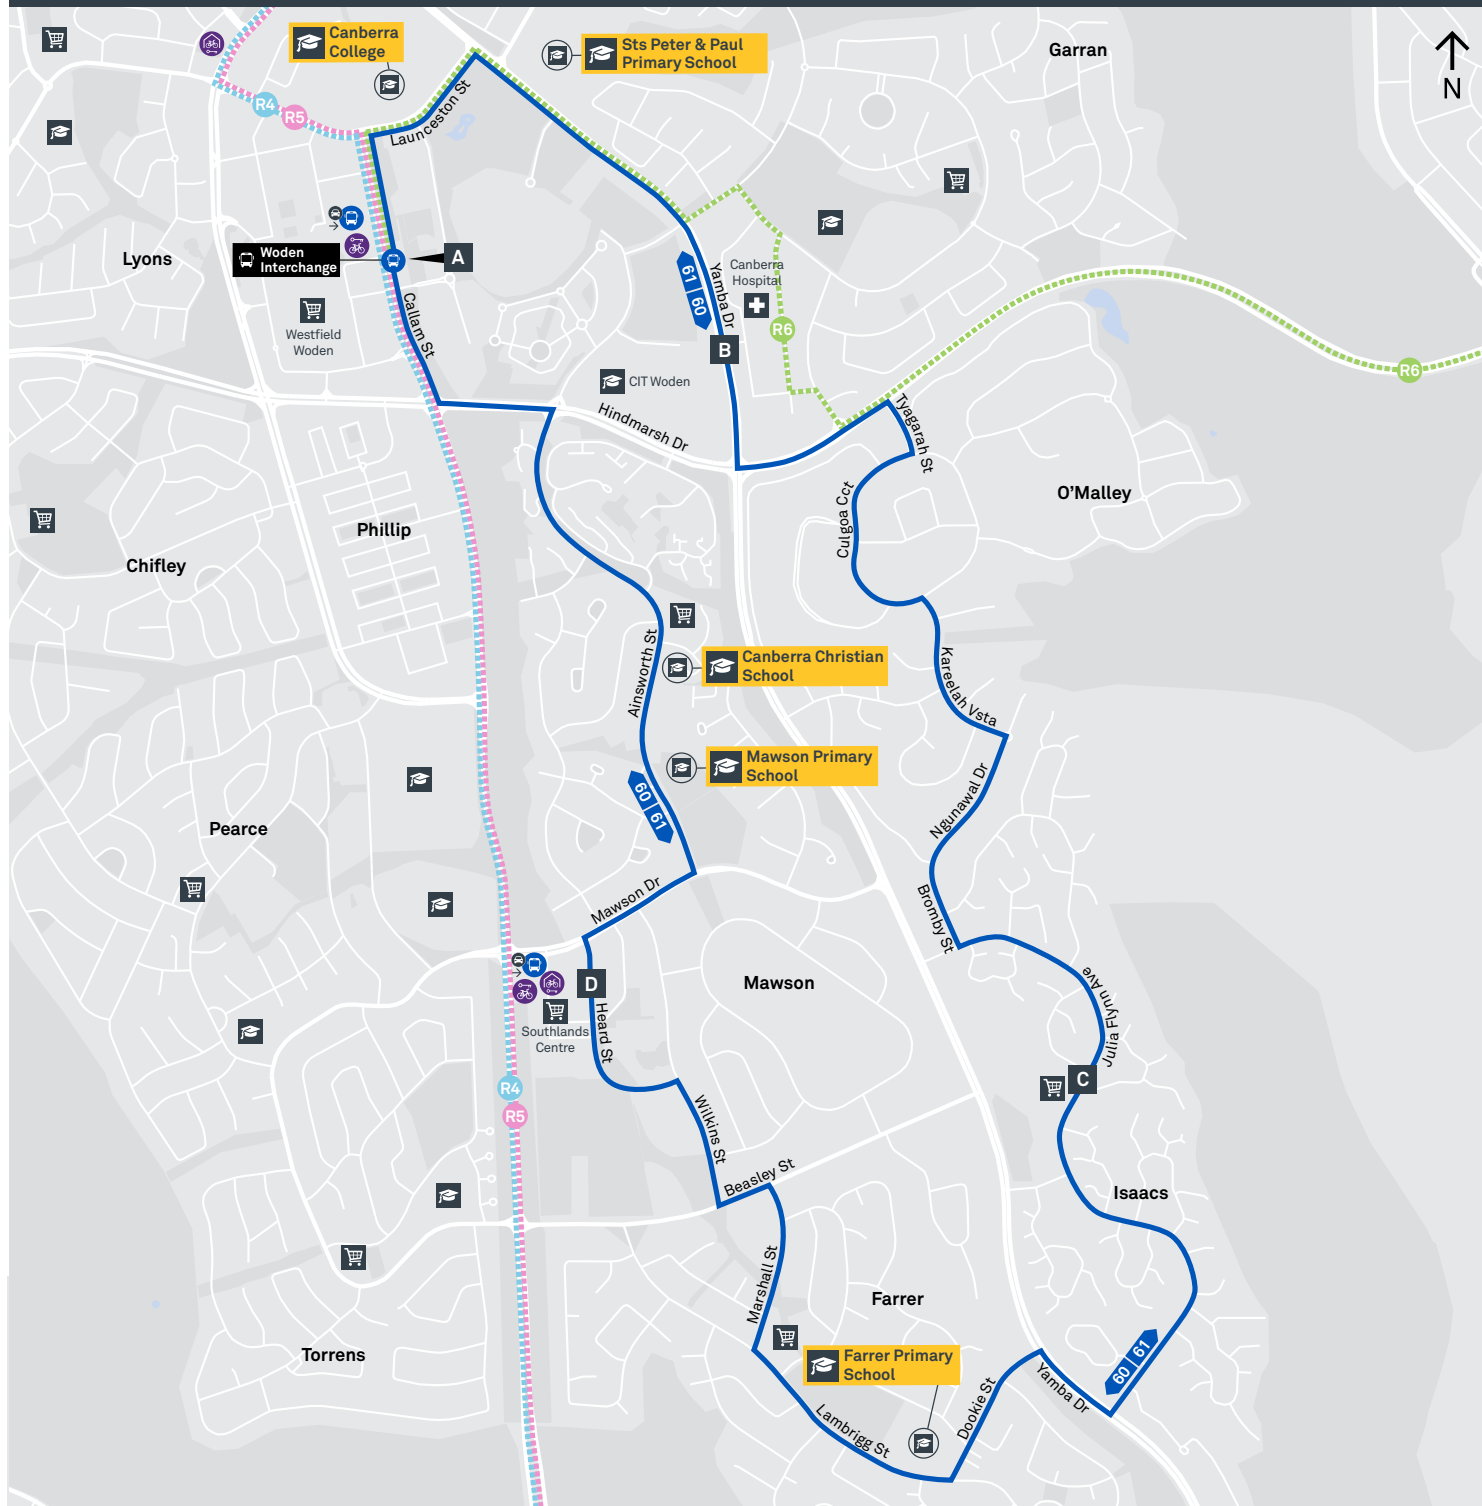 Canberra
College
Sts Peter & Paul
Primary School
Garran
N
R4
R5
Launceston St
Lyons
Woden
Interchange
A
Canberra
Hospital
61 | 60
Yamba Dr
Callam St
Westfield
Woden
B
R6
R6
CIT Woden
Hindmarsh Dr
Tyagarah St
O'Malley
Culgoa Cct
Phillip
Chifley
Ainsworth St
Canberra Christian
School
Kareelah Vsta
Mawson Primary
School
Ngunawal Dr
60 | 61
Pearce
Mawson Dr
Bromby St
D
Mawson
Julia Flynn Ave
Heard St
Southlands
Centre
C
R4
R5
Wilkins St
Beasley St
Isaacs
Marshall St
Farrer
Torrens
Farrer Primary
School
60 | 61
Yamba Dr
Dookie St
Lambrigg St